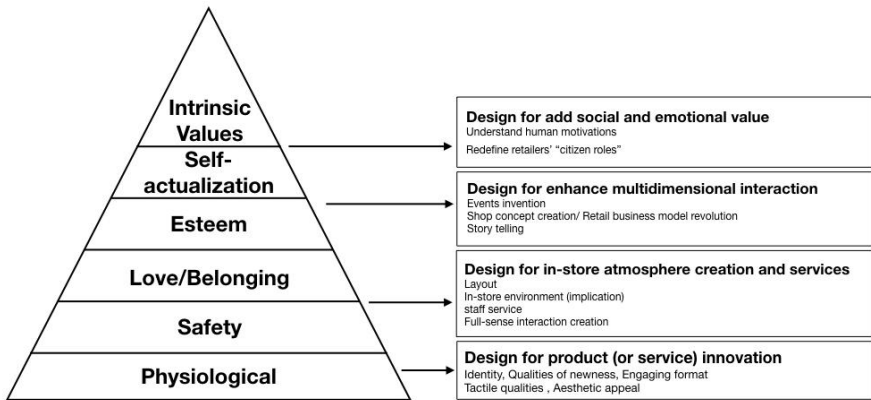 Intrinsic
Values
Self-
actualization
Esteem
Love/Belonging
Safety
Physiological
Design for add social and emotional value
Understand human motivations
Redefine retailers’ “citizen roles”
Design for enhance multidimensional interaction
Events invention
Shop concept creation/ Retail business model revolution
Story telling
Design for in-store atmosphere creation and services
Layout
In-store environment (implication)
staff service
Full-sense interaction creation
Design for product (or service) innovation
Identity, Qualities of newness, Engaging format
Tactile qualities , Aesthetic appeal